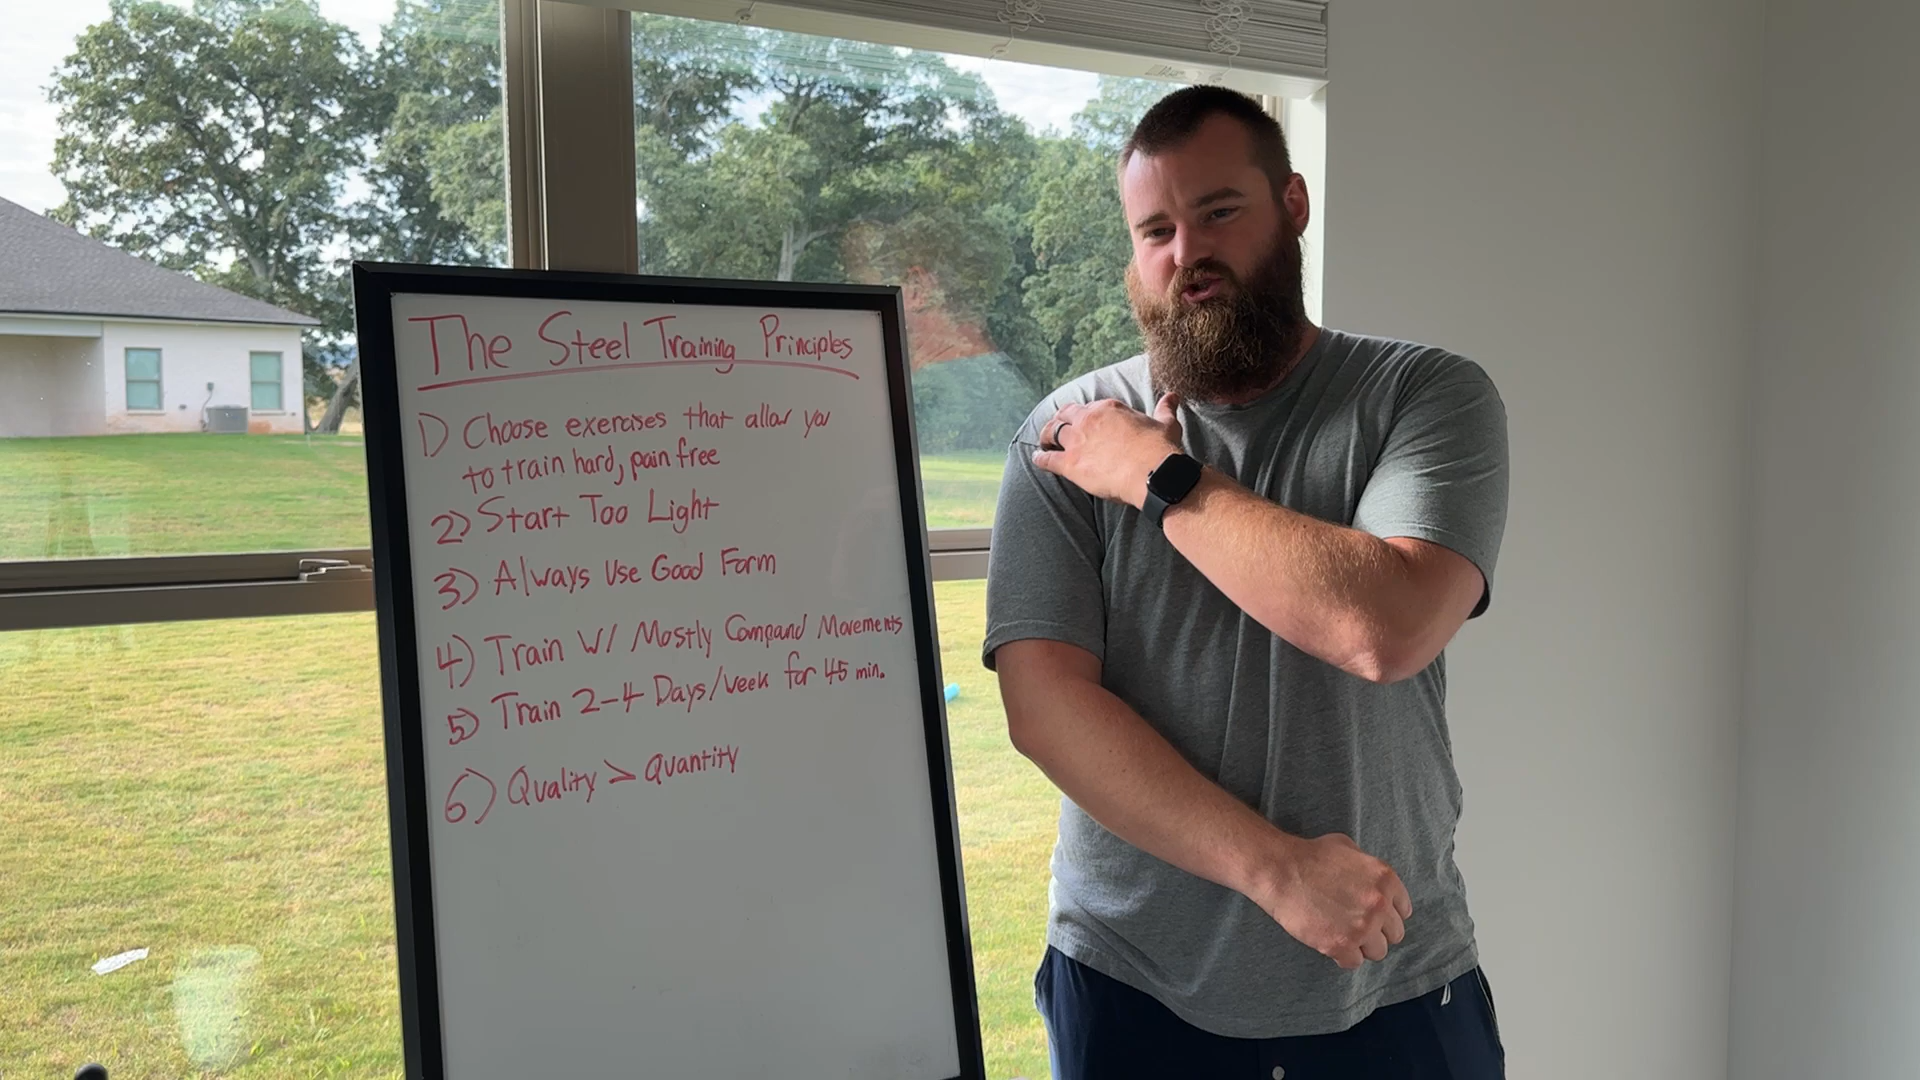 The Steel Training Principles
1) Choose exercises that allow you
to train hard, pain free
2) Start Too Light
3) Always Use Good Form
4) Train W/ Mostly Compound Movements
5) Train 2-4 Days/week for 45 min.
6) Quality > Quantity